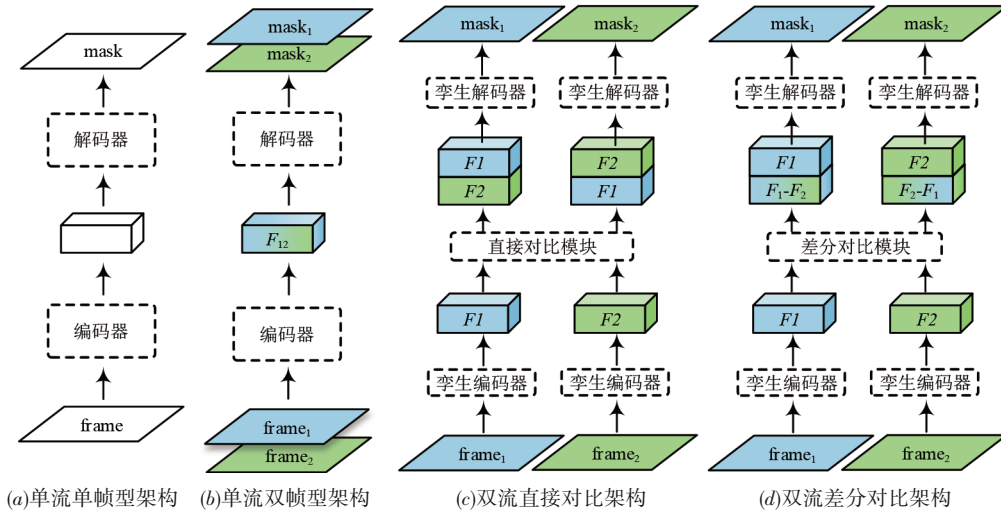 mask
解码器
编码器
frame
(a)单流单帧型架构
mask₁
mask₂
解码器
F₁₂
编码器
frame₁
frame₂
(b)单流双帧型架构
mask₁
mask₂
孪生解码器
孪生解码器
F1
F2
F2
F1
直接对比模块
F1
F2
孪生编码器
孪生编码器
frame₁
frame₂
(c)双流直接对比架构
mask₁
mask₂
孪生解码器
孪生解码器
F1
F2
F₁-F₂
F₂-F₁
差分对比模块
F1
F2
孪生编码器
孪生编码器
frame₁
frame₂
(d)双流差分对比架构